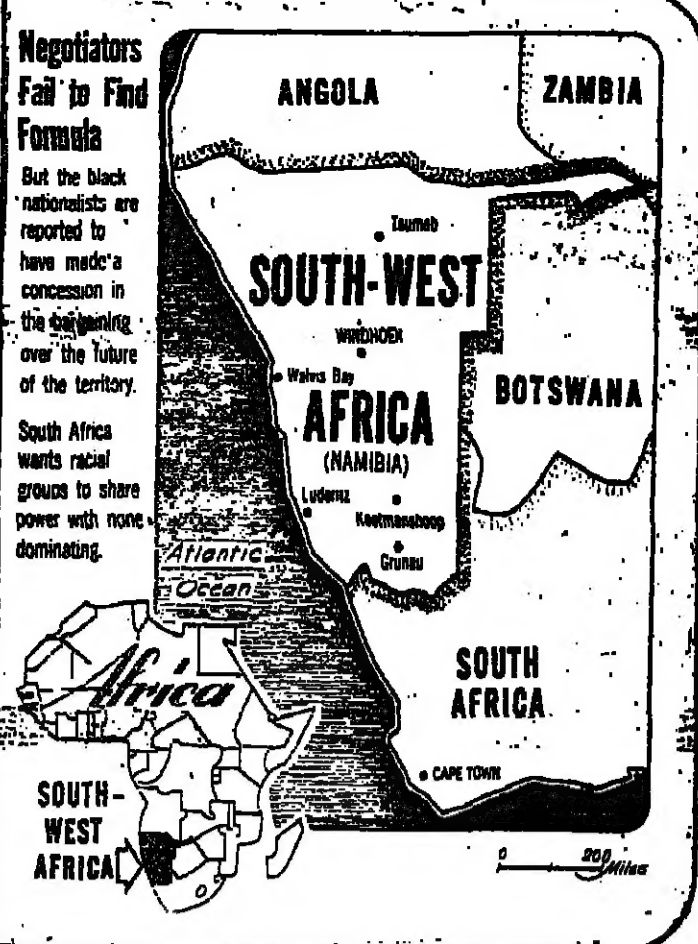 Negotiators
Fail to Find
Formula
But the black
nationalists are
reported to
have made a
concession in
the bargaining
over the future
of the territory.
South Africa
wants racial
groups to share
power with none
dominating.
ANGOLA
ZAMBIA
Tsumeb
SOUTH-WEST
WINDHOEK
Walvis Bay
AFRICA
(NAMIBIA)
BOTSWANA
Luderitz
Keetmanshoop
Grunau
Atlantic
Ocean
SOUTH
AFRICA
CAPE TOWN
Africa
SOUTH-
WEST
AFRICA
0 200
Miles